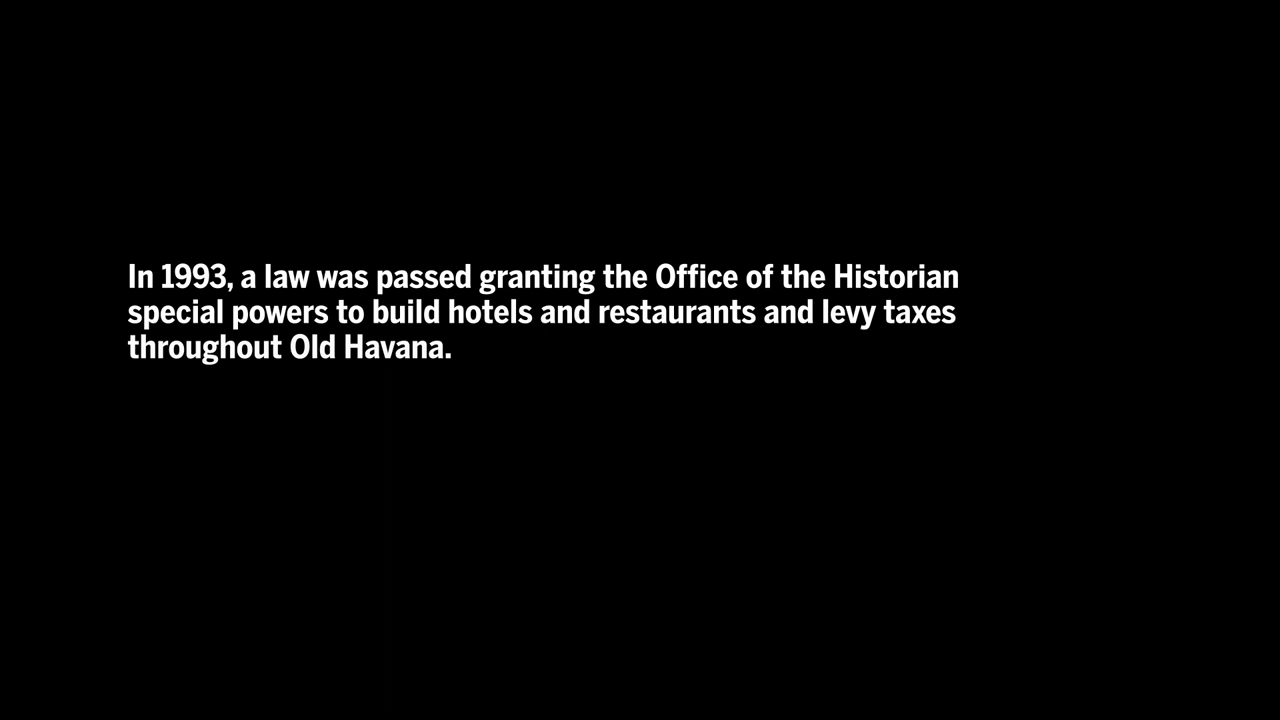 In 1993, a law was passed granting the Office of the Historian
special powers to build hotels and restaurants and levy taxes
throughout Old Havana.